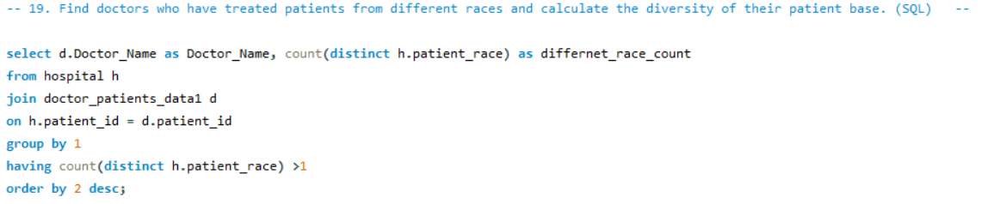 -- 19. Find doctors who have treated patients from different races and calculate the diversity of their patient base. (SQL)   --
select d.Doctor_Name as Doctor_Name, count(distinct h.patient_race) as differnet_race_count
from hospital h
join doctor_patients_data1 d
on h.patient_id = d.patient_id
group by 1
having count(distinct h.patient_race) >1
order by 2 desc;